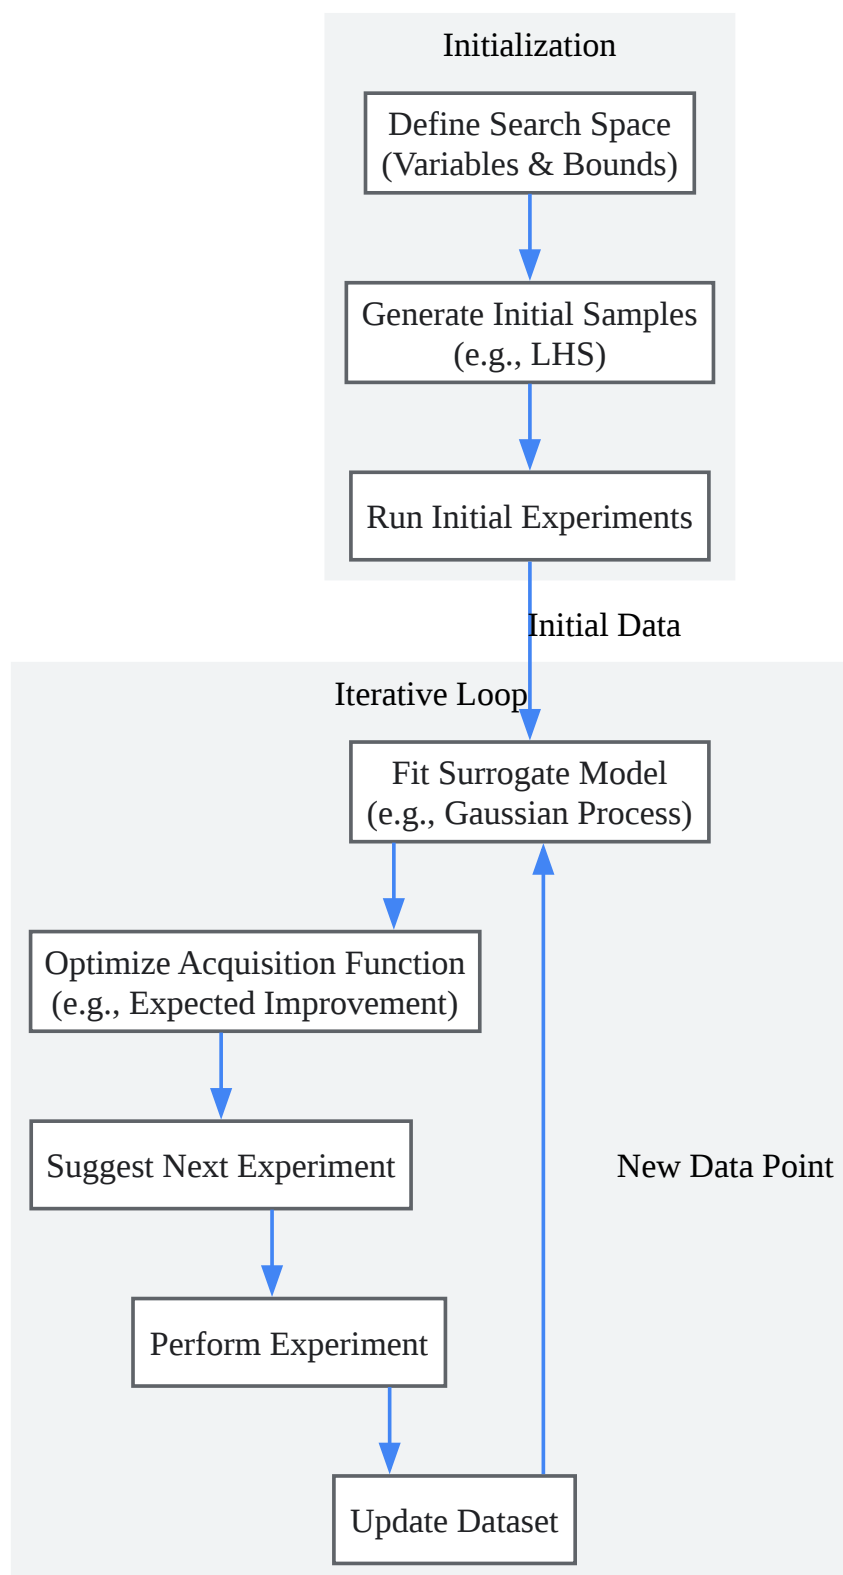 Initialization
Define Search Space
(Variables & Bounds)
Generate Initial Samples
(e.g., LHS)
Run Initial Experiments
Initial Data
Iterative Loop
Fit Surrogate Model
(e.g., Gaussian Process)
Optimize Acquisition Function
(e.g., Expected Improvement)
Suggest Next Experiment
New Data Point
Perform Experiment
Update Dataset